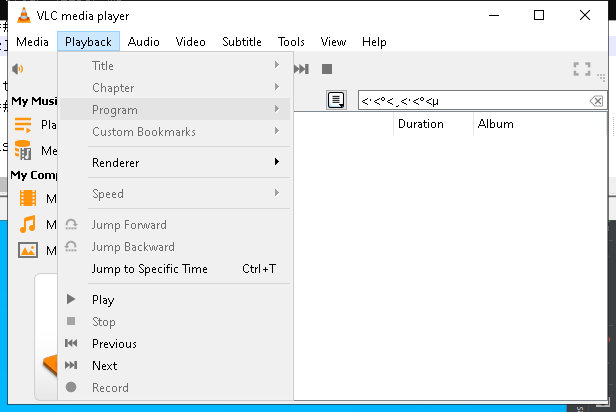 VLC media player
Media Playback Audio Video Subtitle Tools View Help
Title
Chapter
Program
Custom Bookmarks
Renderer
Speed
Jump Forward
Jump Backward
Jump to Specific Time Ctrl+T
Play
Stop
Previous
Next
Record
My Musi
Pla
Me
My Comp
M
M
M
Duration Album